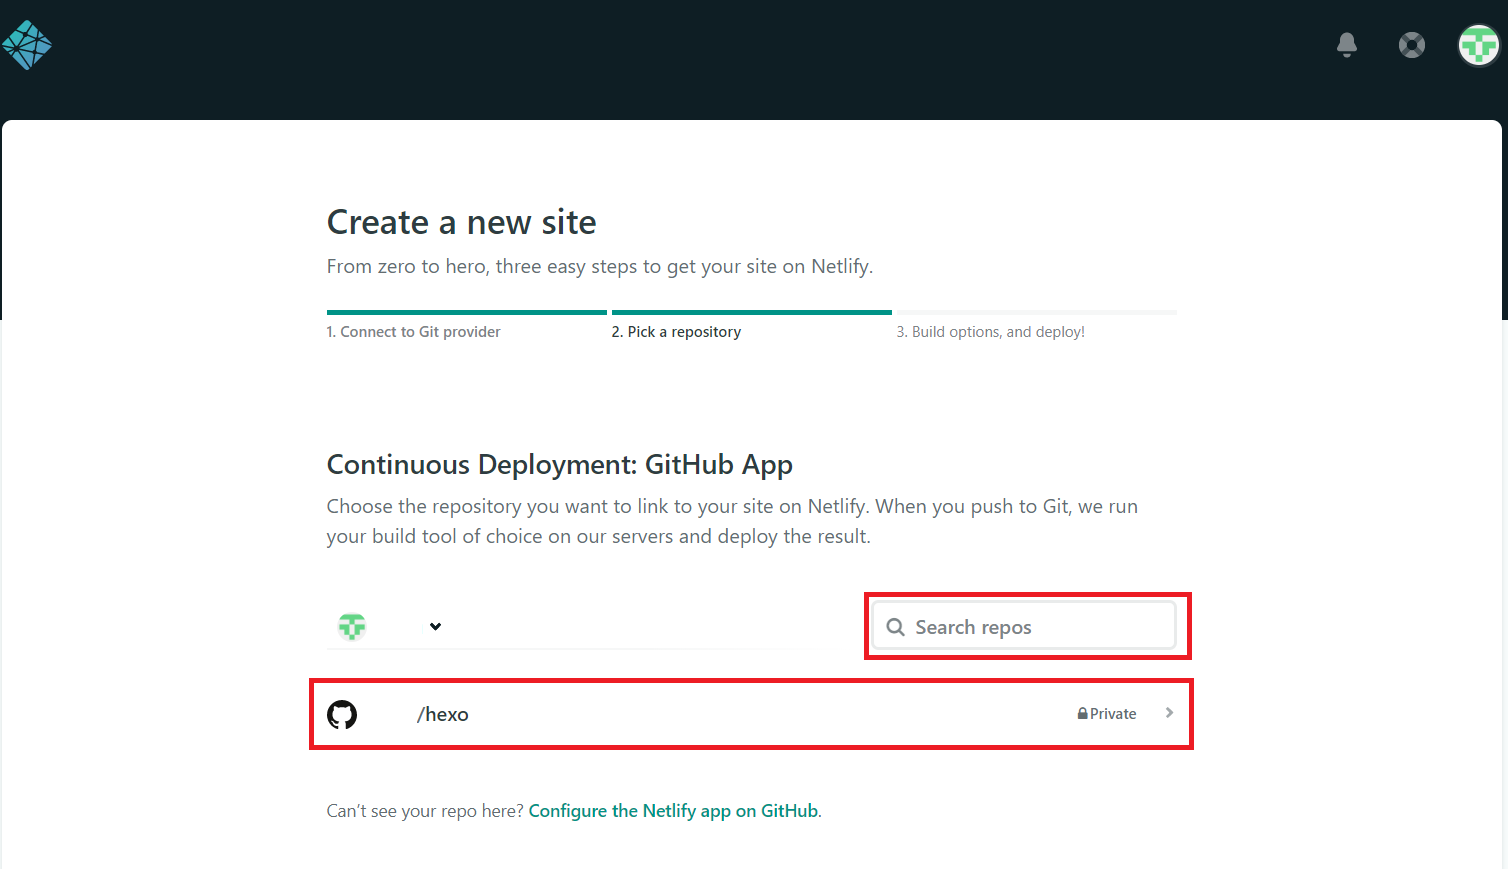 Create a new site
From zero to hero, three easy steps to get your site on Netlify.
1. Connect to Git provider
2. Pick a repository
3. Build options, and deploy!
Continuous Deployment: GitHub App
Choose the repository you want to link to your site on Netlify. When you push to Git, we run
your build tool of choice on our servers and deploy the result.
Search repos
/hexo
Private
Can't see your repo here? Configure the Netlify app on GitHub.